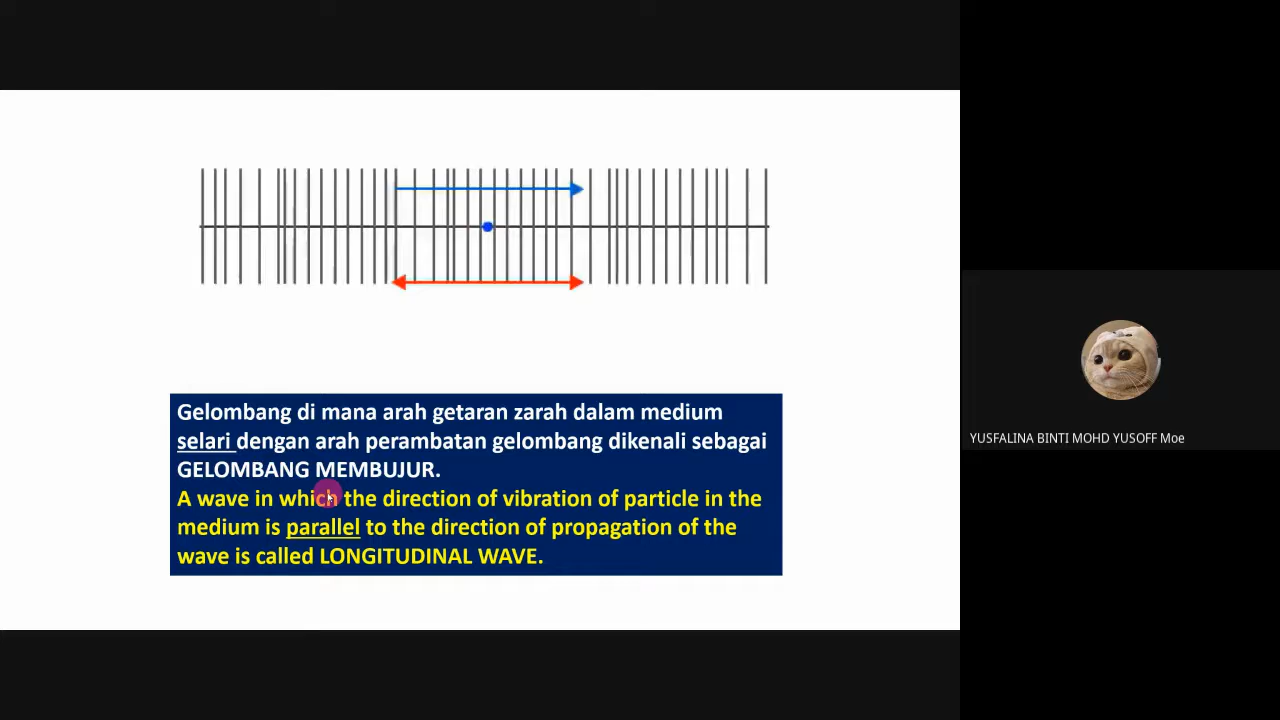 Gelombang di mana arah getaran zarah dalam medium
selari dengan arah perambatan gelombang dikenali sebagai
GELOMBANG MEMBUJUR.
A wave in which the direction of vibration of particle in the
medium is parallel to the direction of propagation of the
wave is called LONGITUDINAL WAVE.
YUSFALINA BINTI MOHD YUSOFF Moe